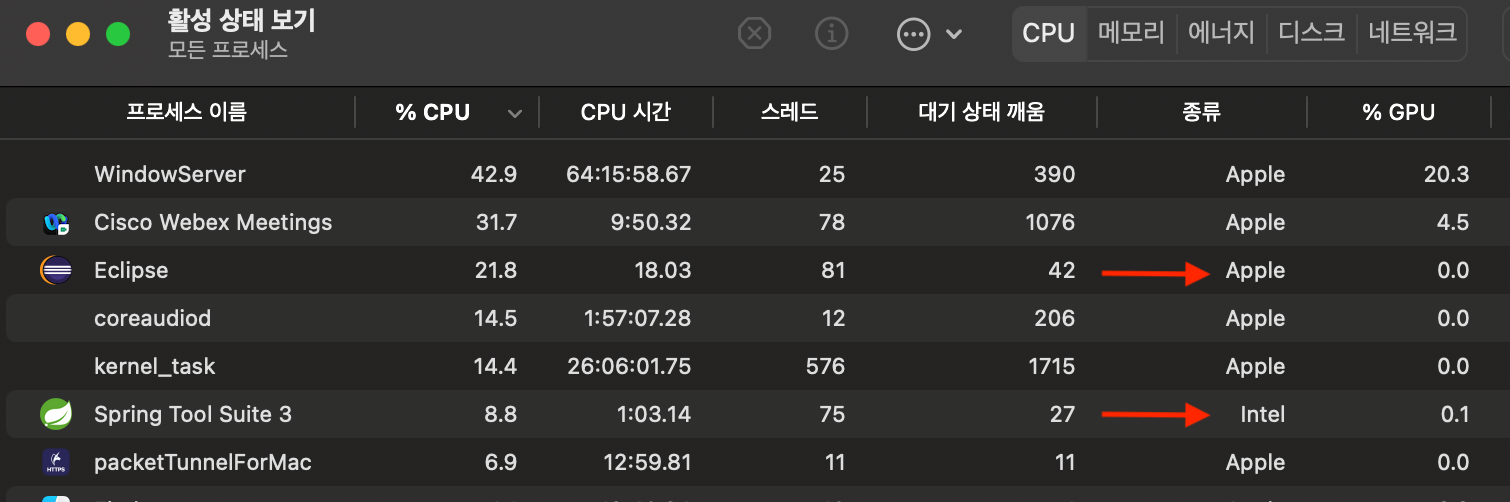 활성 상태 보기
모든 프로세스
CPU 메모리 에너지 디스크 네트워크
프로세스 이름 % CPU CPU 시간 스레드 대기 상태 깨움 종류 % GPU
WindowServer 42.9 64:15:58.67 25 390 Apple 20.3
Cisco Webex Meetings 31.7 9:50.32 78 1076 Apple 4.5
Eclipse 21.8 18.03 81 42 Apple 0.0
coreaudiod 14.5 1:57:07.28 12 206 Apple 0.0
kernel_task 14.4 26:06:01.75 576 1715 Apple 0.0
Spring Tool Suite 3 8.8 1:03.14 75 27 Intel 0.1
HTTPS packetTunnelForMac 6.9 12:59.81 11 11 Apple 0.0